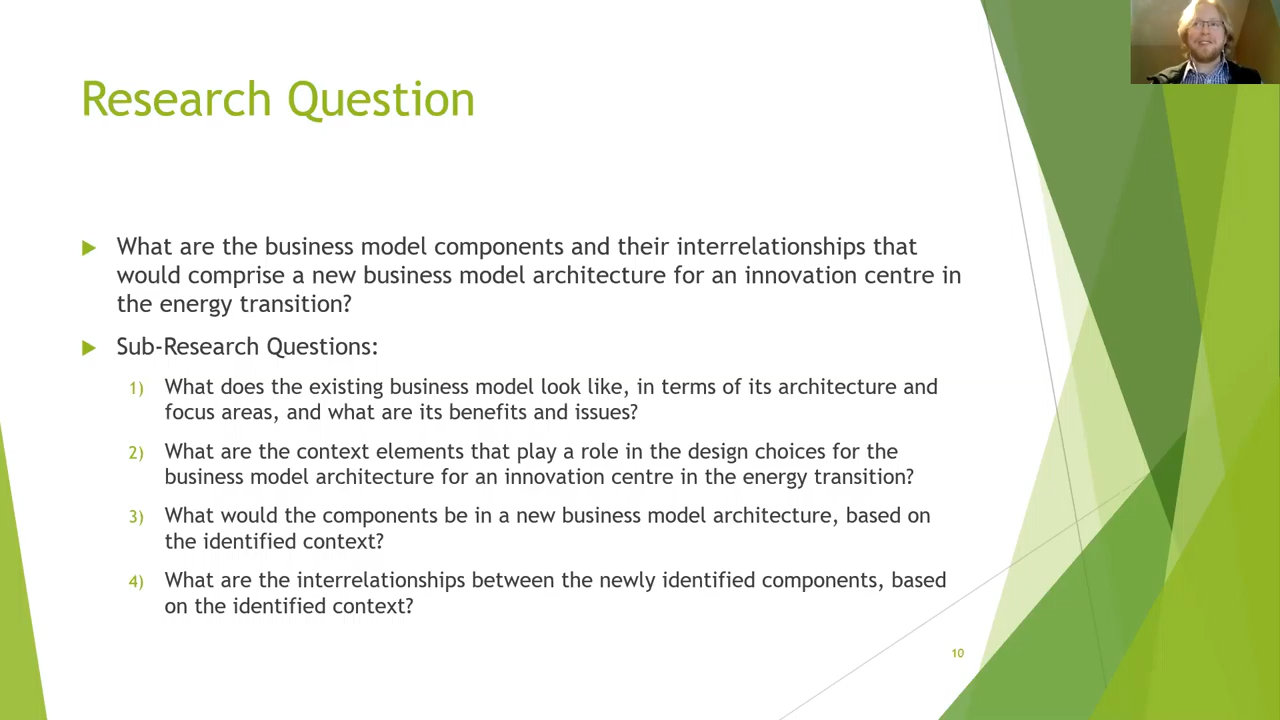 Research Question
What are the business model components and their interrelationships that
would comprise a new business model architecture for an innovation centre in
the energy transition?
Sub-Research Questions:
1) What does the existing business model look like, in terms of its architecture and
focus areas, and what are its benefits and issues?
2) What are the context elements that play a role in the design choices for the
business model architecture for an innovation centre in the energy transition?
3) What would the components be in a new business model architecture, based on
the identified context?
4) What are the interrelationships between the newly identified components, based
on the identified context?
10